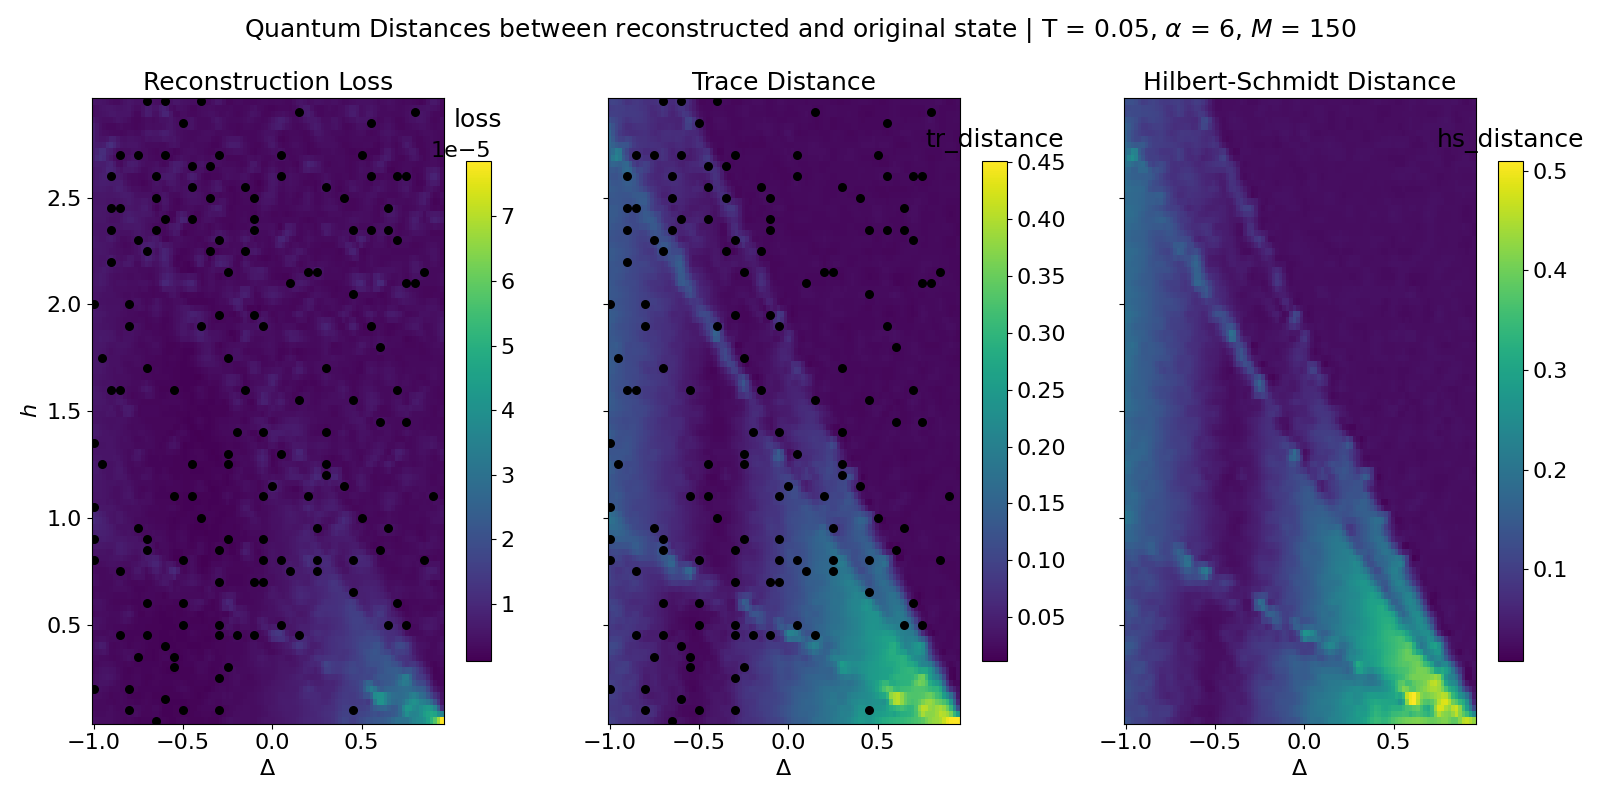 Quantum Distances between reconstructed and original state | T = 0.05, α = 6, M = 150
Reconstruction Loss
Trace Distance
Hilbert-Schmidt Distance
loss
1e−5
tr_distance
hs_distance
h
2.5
2.0
1.5
1.0
0.5
7
6
5
4
3
2
1
0.45
0.40
0.35
0.30
0.25
0.20
0.15
0.10
0.05
0.5
0.4
0.3
0.2
0.1
−1.0 −0.5 0.0 0.5
−1.0 −0.5 0.0 0.5
−1.0 −0.5 0.0 0.5
Δ
Δ
Δ